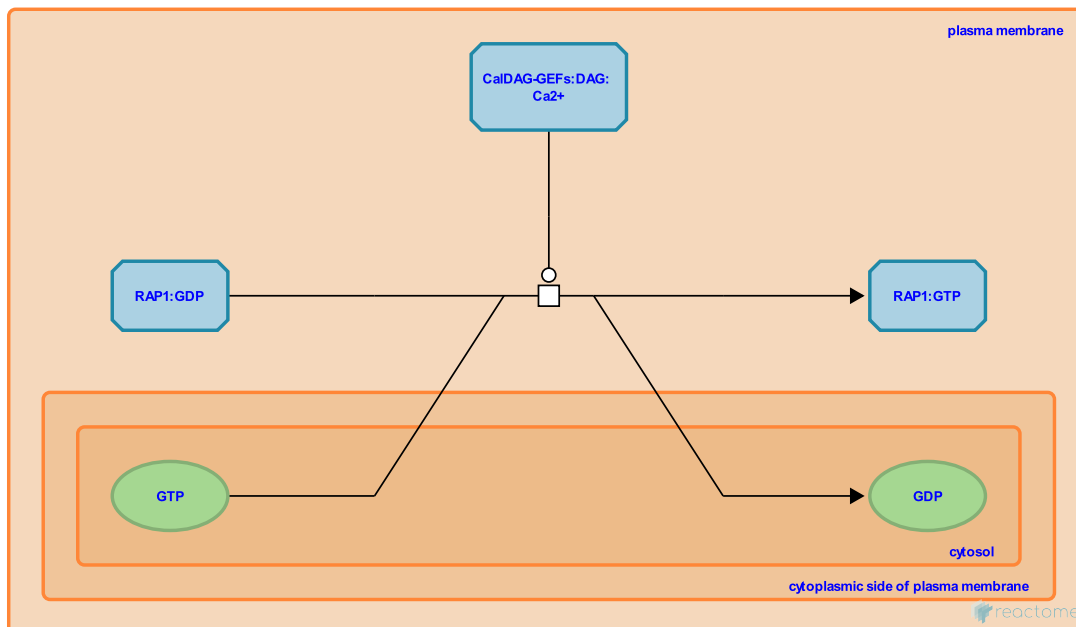 plasma membrane
CalDAG-GEFs:DAG:
Ca2+
RAP1:GDP
RAP1:GTP
GTP
GDP
cytosol
cytoplasmic side of plasma membrane
reactome